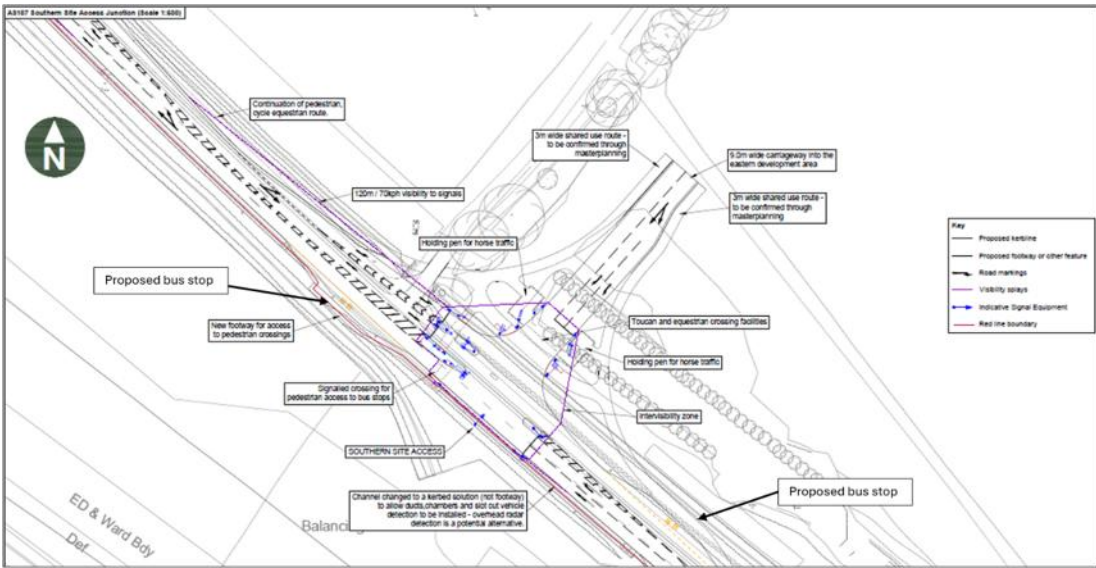 A5107 Southern Site Access Junction (Scale 1:500)
N
Continuation of pedestrian,
cycle equestrian route.
3m wide shared use route -
to be confirmed through
masterplanning
5.0m wide carriageway into the
eastern development area
120m / 70kph visibility to signals
3m wide shared use route -
to be confirmed through
masterplanning
Holding pen for horse traffic
Key
Proposed kerbline
Proposed footway or other feature
Road markings
Visibility splays
Indicative Signal Equipment
Red line boundary
Proposed bus stop
New footway for access
to pedestrian crossings
Toucan and equestrian crossing facilities
Holding pen for horse traffic
Signalled crossing for
pedestrian access to bus stops
Intervisibility zone
SOUTHERN SITE ACCESS
Channel changed to a kerbed solution (not footway)
to allow ducts, chambers and slot cut vehicle
detection to be installed - overhead radar
detection is a potential alternative.
Proposed bus stop
ED & Ward Bdy
Def
Balancing